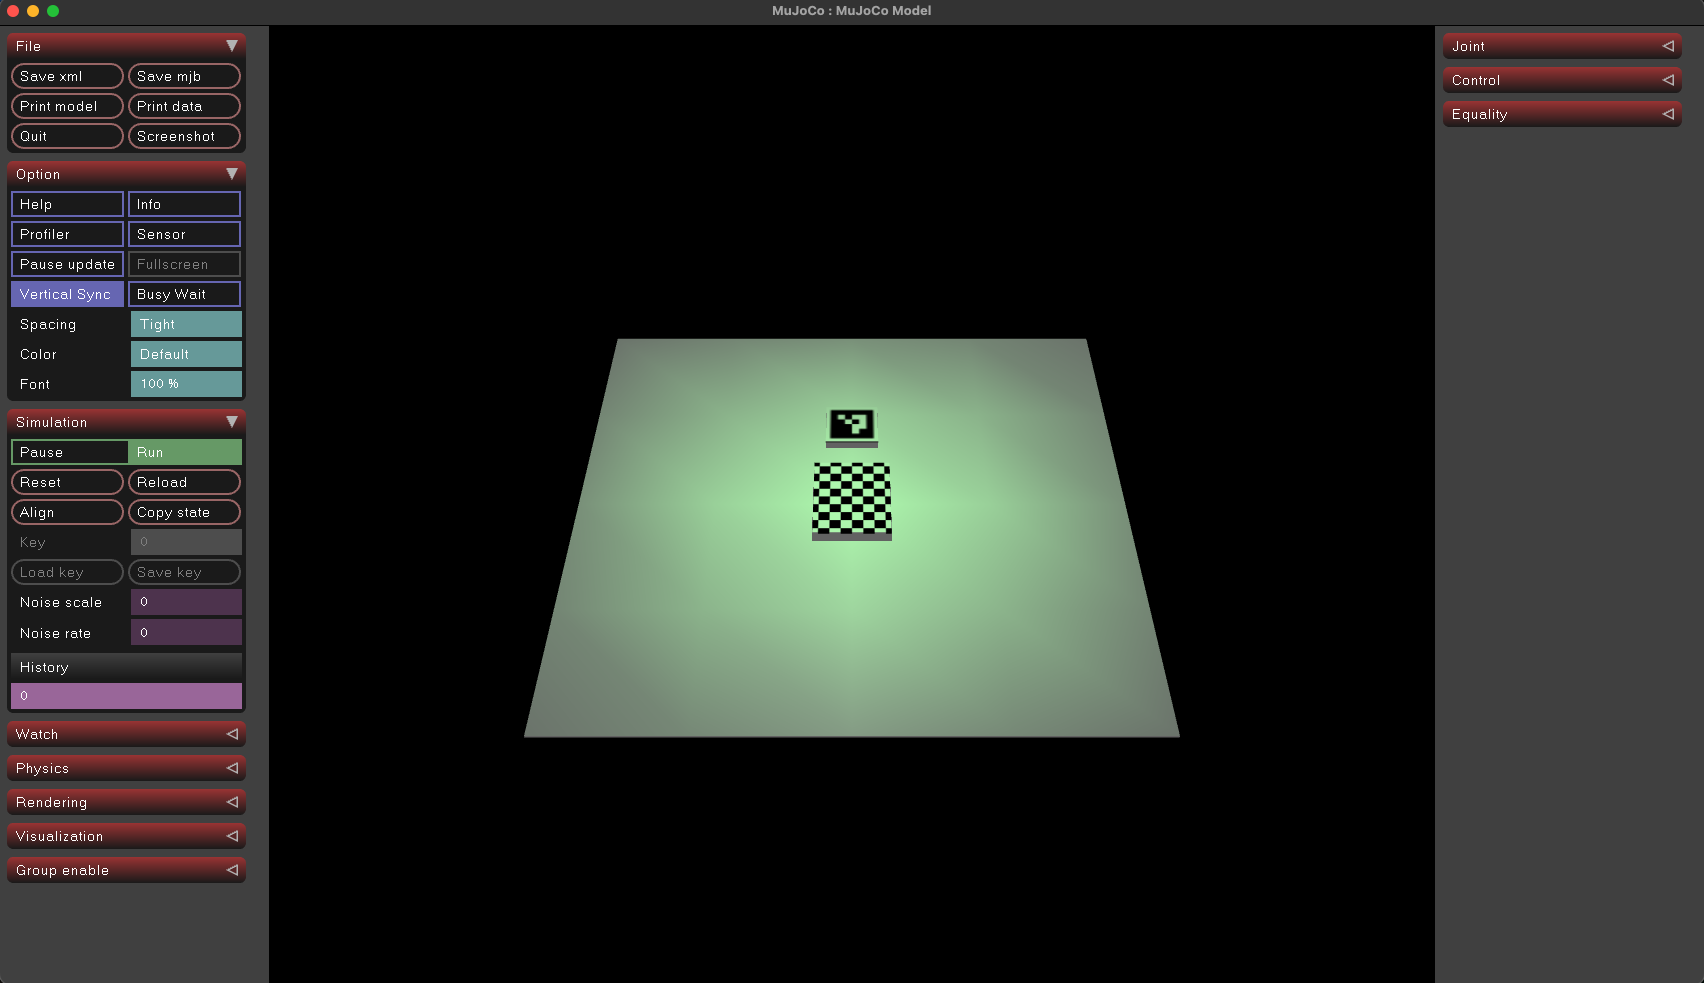 MuJoCo : MuJoCo Model
File
Save xml Save mjb
Print model Print data
Quit Screenshot
Option
Help Info
Profiler Sensor
Pause update Fullscreen
Vertical Sync Busy Wait
Spacing Tight
Color Default
Font 100 %
Simulation
Pause Run
Reset Reload
Align Copy state
Key 0
Load key Save key
Noise scale 0
Noise rate 0
History
0
Watch
Physics
Rendering
Visualization
Group enable
Joint
Control
Equality